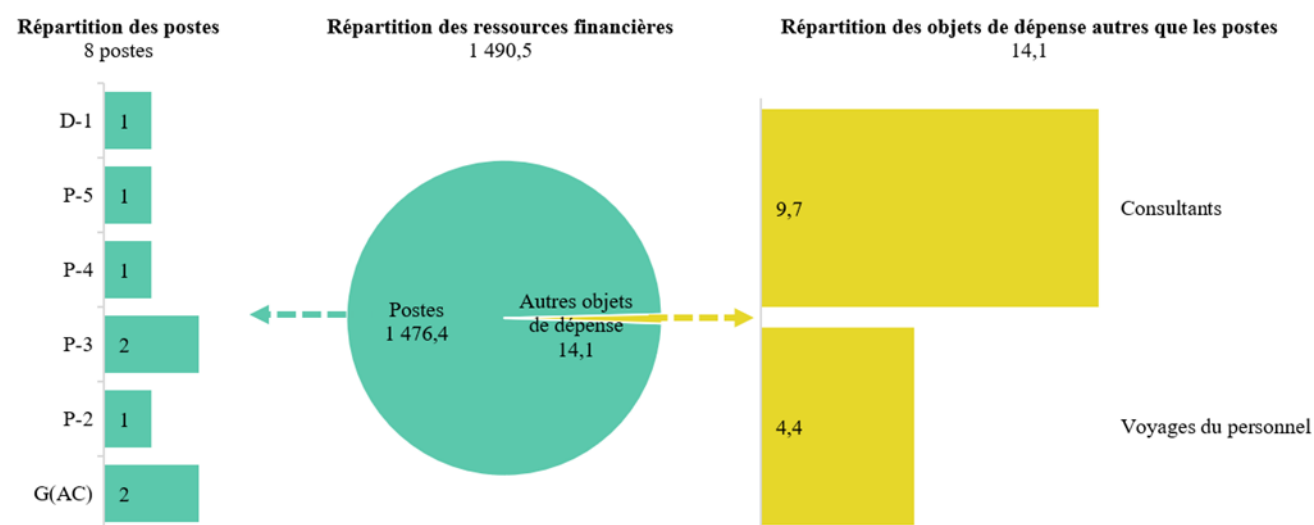 Répartition des postes
8 postes
D-1
1
P-5
1
P-4
1
P-3
2
P-2
1
G(AC)
2
Répartition des ressources financières
1 490,5
Postes
1 476,4
Autres objets
de dépense
14,1
Répartition des objets de dépense autres que les postes
14,1
9,7
Consultants
4,4
Voyages du personnel